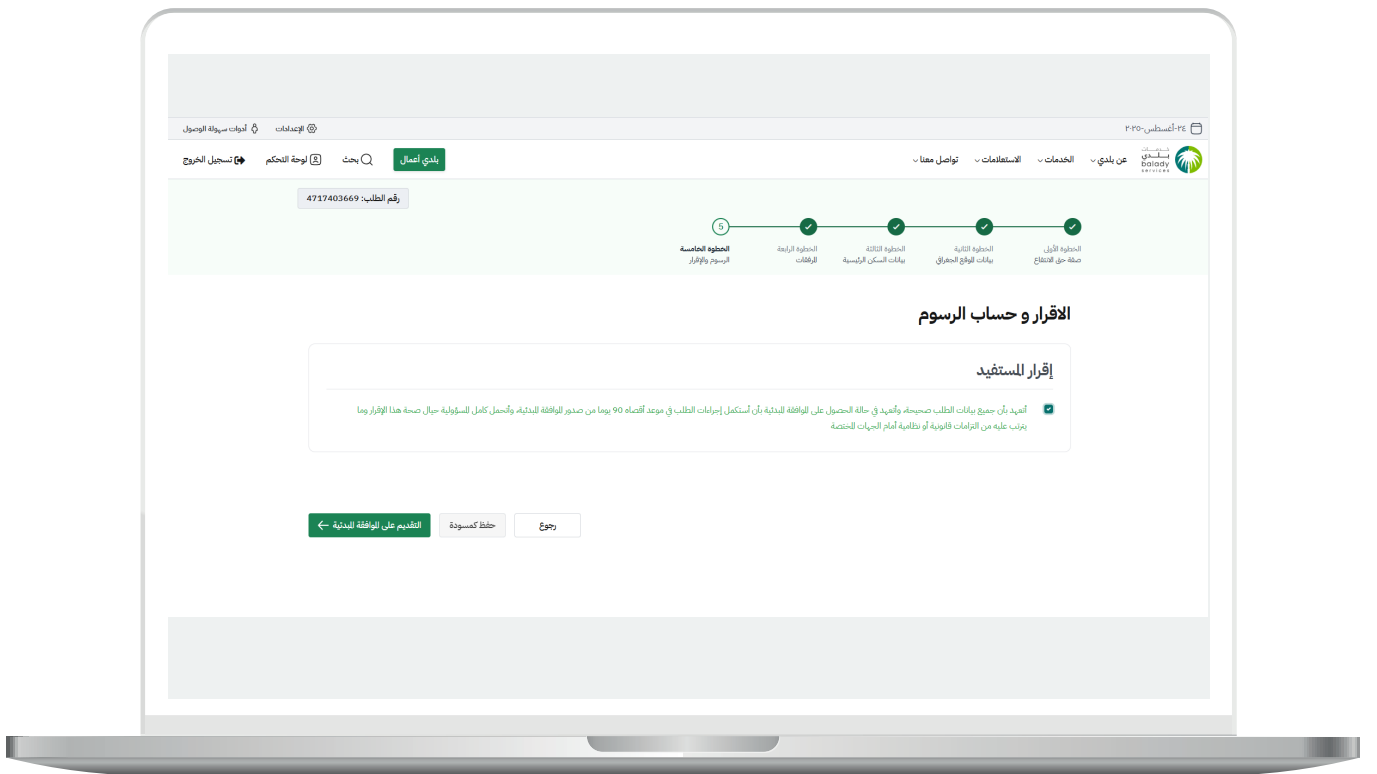 ٢٤-أغسطس-٢٠٢٥
الإعدادات
أدوات سهولة الوصول
خدمات
بلدي
balady
services
عن بلدي
الخدمات
الاستعلامات
تواصل معنا
بلدي أعمال
بحث
لوحة التحكم
تسجيل الخروج
رقم الطلب: 4717403669
5
الخطوة الأولى
صفة حق الانتفاع
الخطوة الثانية
بيانات الموقع الجغرافي
الخطوة الثالثة
بيانات السكن الرئيسية
الخطوة الرابعة
المرفقات
الخطوة الخامسة
الرسوم والإقرار
الاقرار و حساب الرسوم
إقرار المستفيد
أتعهد بأن جميع بيانات الطلب صحيحة، وأتعهد في حالة الحصول على الموافقة المبدئية بأن أستكمل إجراءات الطلب في موعد أقصاه 90 يوما من صدور الموافقة المبدئية، وأتحمل كامل المسؤولية حيال صحة هذا الإقرار وما
يترتب عليه من التزامات قانونية أو نظامية أمام الجهات المختصة
رجوع
حفظ كمسودة
التقديم على الموافقة المبدئية